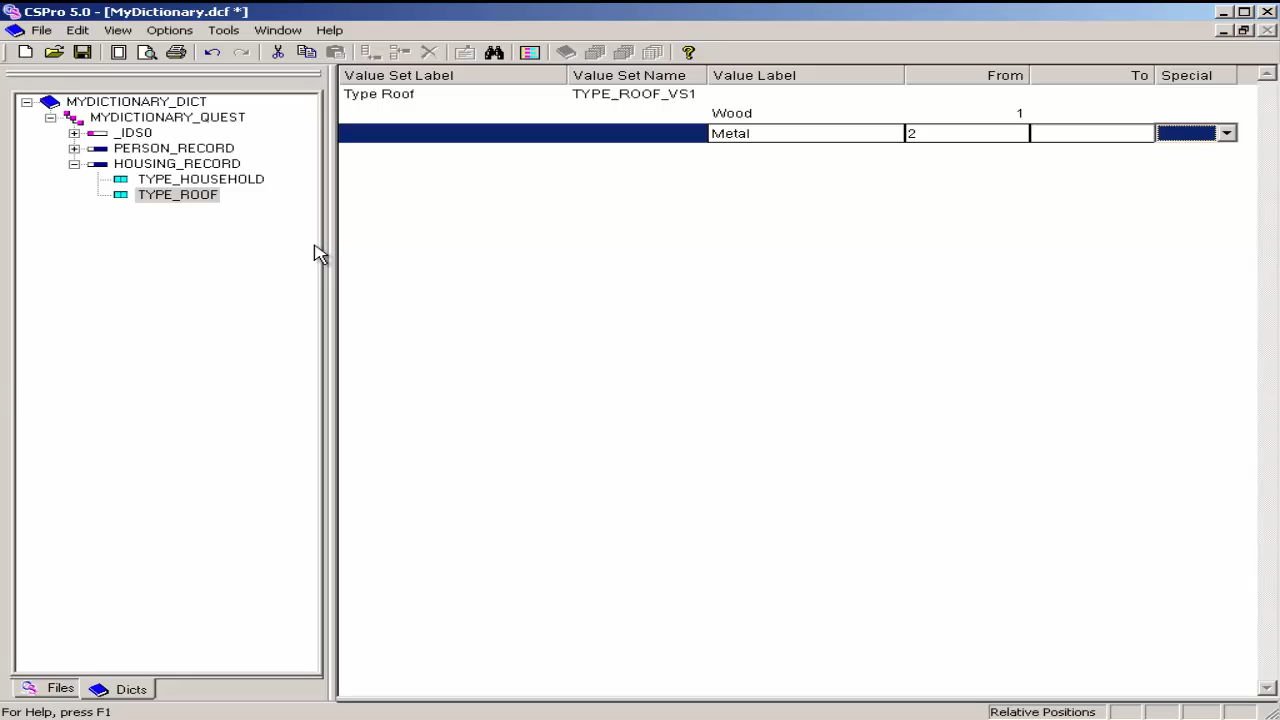 CSPro 5.0 - [MyDictionary.dcf *]
File Edit View Options Tools Window Help
Value Set Label Value Set Name Value Label From To Special
Type Roof TYPE_ROOF_VS1
Wood 1
Metal 2
MYDICTIONARY_DICT
MYDICTIONARY_QUEST
_IDS0
PERSON_RECORD
HOUSING_RECORD
TYPE_HOUSEHOLD
TYPE_ROOF
Files Dicts
For Help, press F1 Relative Positions